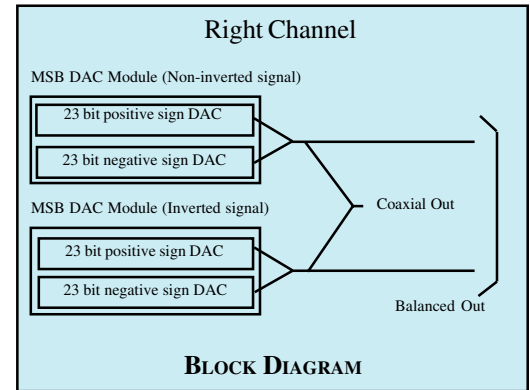 Right Channel
MSB DAC Module (Non-inverted signal)
23 bit positive sign DAC
23 bit negative sign DAC
Coaxial Out
MSB DAC Module (Inverted signal)
23 bit positive sign DAC
23 bit negative sign DAC
Balanced Out
BLOCK DIAGRAM